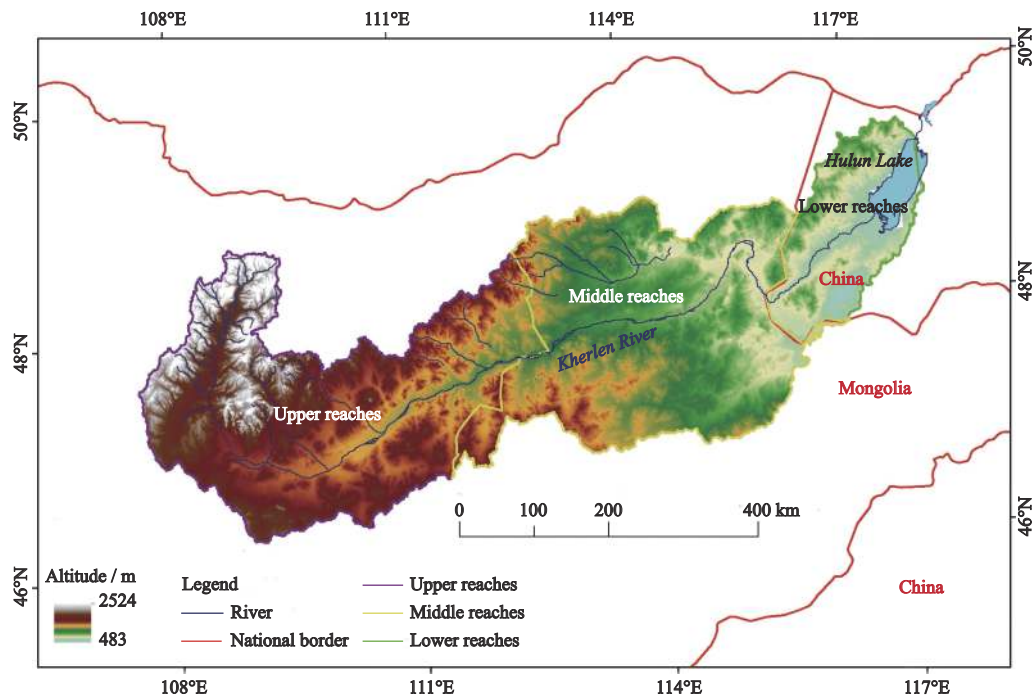 108°E
111°E
114°E
117°E
50°N
50°N
Hulun Lake
Lower reaches
China
48°N
Middle reaches
48°N
Kherlen River
Mongolia
Upper reaches
0
100
200
400 km
46°N
46°N
China
Altitude / m
2524
483
Legend
River
National border
Upper reaches
Middle reaches
Lower reaches
108°E
111°E
114°E
117°E